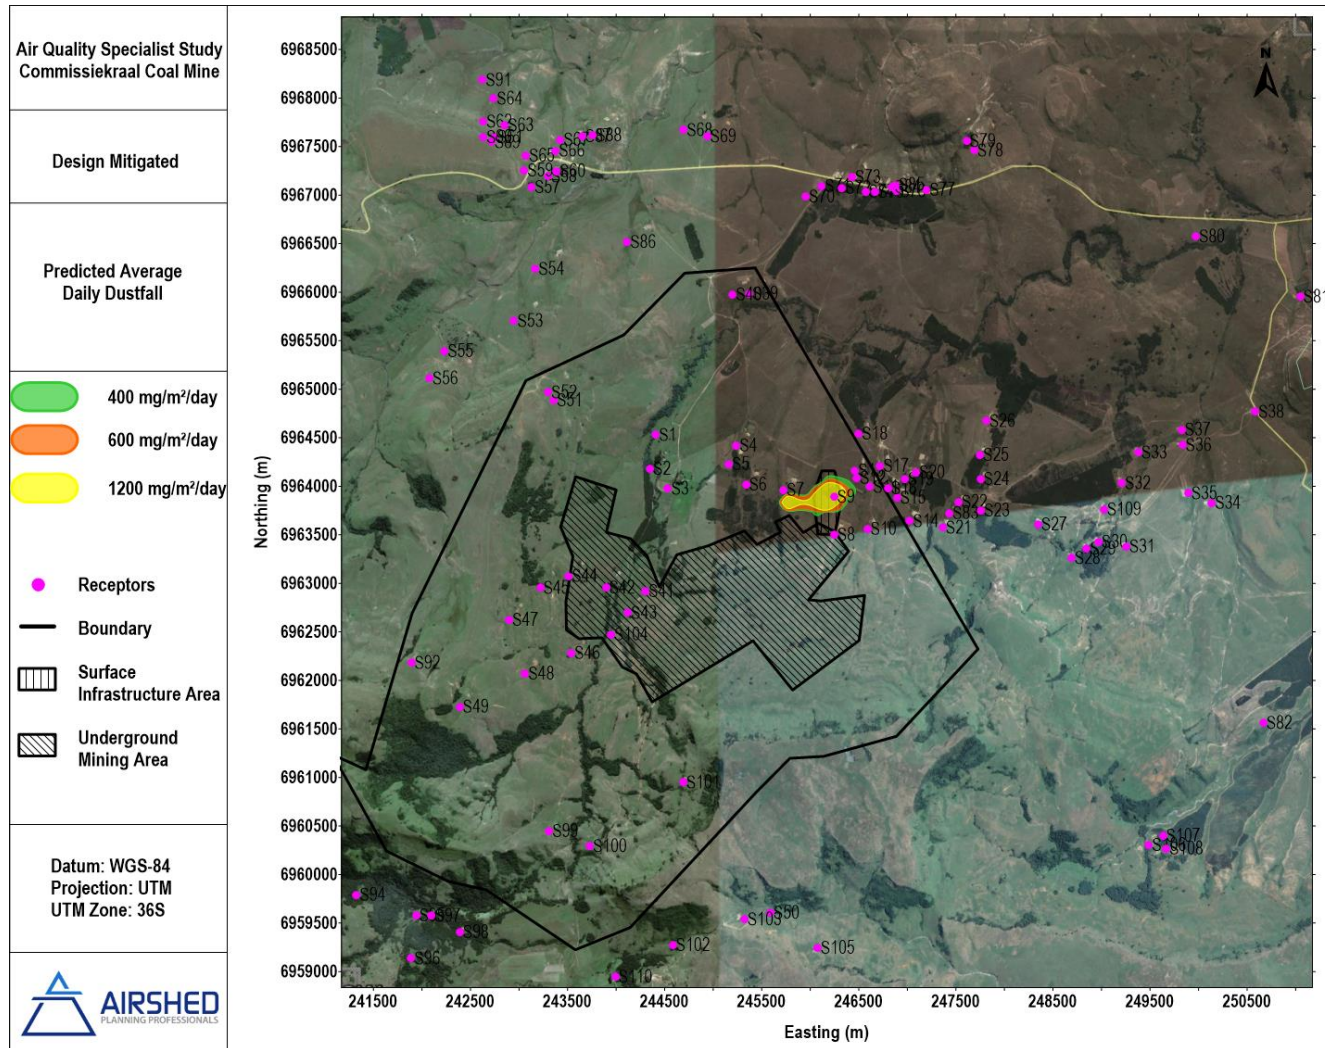 Air Quality Specialist Study
Commissiekraal Coal Mine
Design Mitigated
Predicted Average
Daily Dustfall
400 mg/m²/day
600 mg/m²/day
1200 mg/m²/day
Receptors
Boundary
Surface
Infrastructure Area
Underground
Mining Area
Datum: WGS-84
Projection: UTM
UTM Zone: 36S
AIRSHED
PLANNING PROFESSIONALS
Northing (m)
6968500
6968000
6967500
6967000
6966500
6966000
6965500
6965000
6964500
6964000
6963500
6963000
6962500
6962000
6961500
6961000
6960500
6960000
6959500
6959000
N
S91
S64
S63
S68
S69
S79
S78
S66
S65
S59
S60
S57
S73
S70
S77
S86
S80
S54
S81
S53
S55
S56
S52
S51
S1
S2
S3
S4
S5
S6
S7
S9
S8
S10
S18
S17
S20
S15
S14
S26
S25
S24
S22
S23
S83
S21
S38
S37
S36
S33
S32
S35
S34
S109
S27
S30
S29
S28
S31
S44
S45
S42
S41
S43
S104
S47
S46
S48
S92
S49
S82
S101
S99
S100
S107
S108
S94
S97
S98
S96
S50
S103
S105
S102
S110
241500 242500 243500 244500 245500 246500 247500 248500 249500 250500
Easting (m)